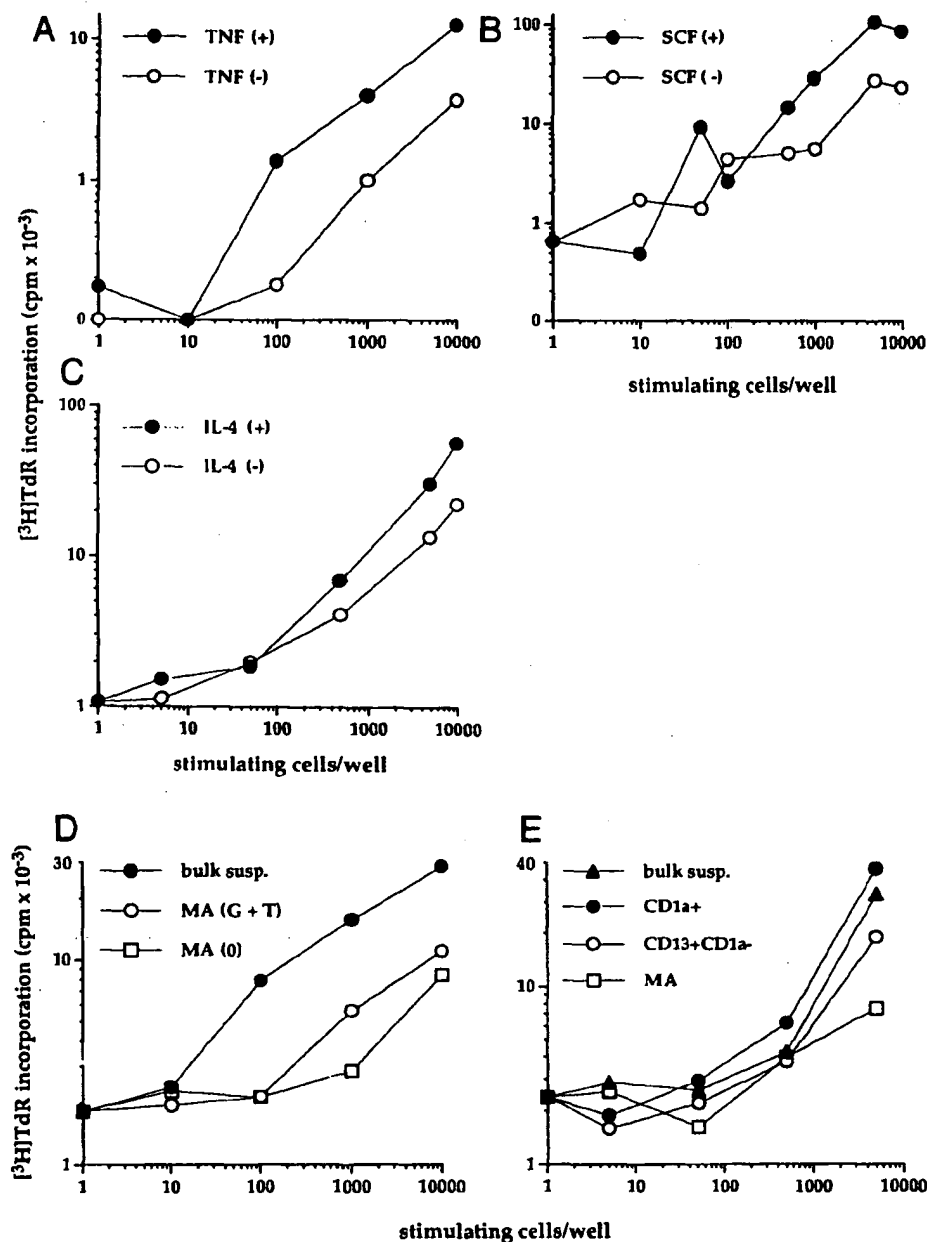 A
TNF (+)
TNF (-)
10
1
0
1 10 100 1000 10000
B
SCF (+)
SCF (-)
100
10
1
0
1 10 100 1000 10000
stimulating cells/well
[³H]TdR incorporation (cpm x 10⁻³)
C
IL-4 (+)
IL-4 (-)
100
10
1
1 10 100 1000 10000
stimulating cells/well
D
bulk susp.
MA (G + T)
MA (0)
30
10
1
1 10 100 1000 10000
[³H]TdR incorporation (cpm x 10⁻³)
E
bulk susp.
CD1a+
CD13+CD1a-
MA
40
10
1
1 10 100 1000 10000
stimulating cells/well